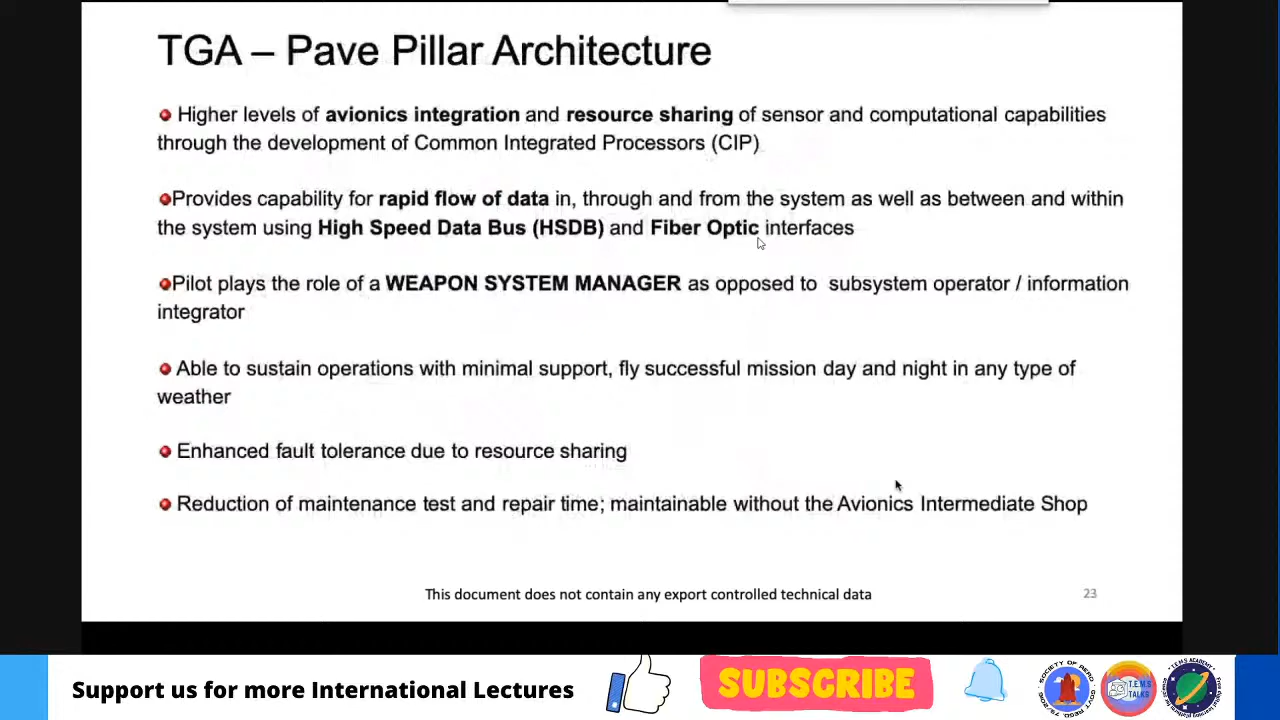 TGA – Pave Pillar Architecture
Higher levels of avionics integration and resource sharing of sensor and computational capabilities
through the development of Common Integrated Processors (CIP)
Provides capability for rapid flow of data in, through and from the system as well as between and within
the system using High Speed Data Bus (HSDB) and Fiber Optic interfaces
Pilot plays the role of a WEAPON SYSTEM MANAGER as opposed to subsystem operator / information
integrator
Able to sustain operations with minimal support, fly successful mission day and night in any type of
weather
Enhanced fault tolerance due to resource sharing
Reduction of maintenance test and repair time; maintainable without the Avionics Intermediate Shop
This document does not contain any export controlled technical data
23
Support us for more International Lectures
SUBSCRIBE
SOCIETY OF AERO
T.E.M.S
TALKS
T.E.M.S ACADEMY